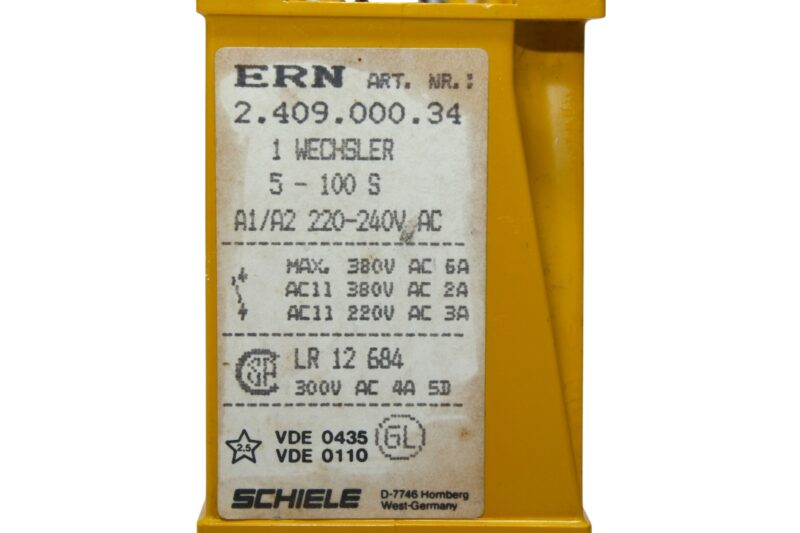 ERN ART. NR.:
2.409.000.34
1 WECHSLER
5 - 100 S
A1/A2 220-240V AC
MAX. 380V AC 6A
AC11 380V AC 2A
AC11 220V AC 3A
LR 12 684
300V AC 4A 5D
2.5 VDE 0435 GL
VDE 0110
SCHIELE D-7746 Hornberg
West-Germany